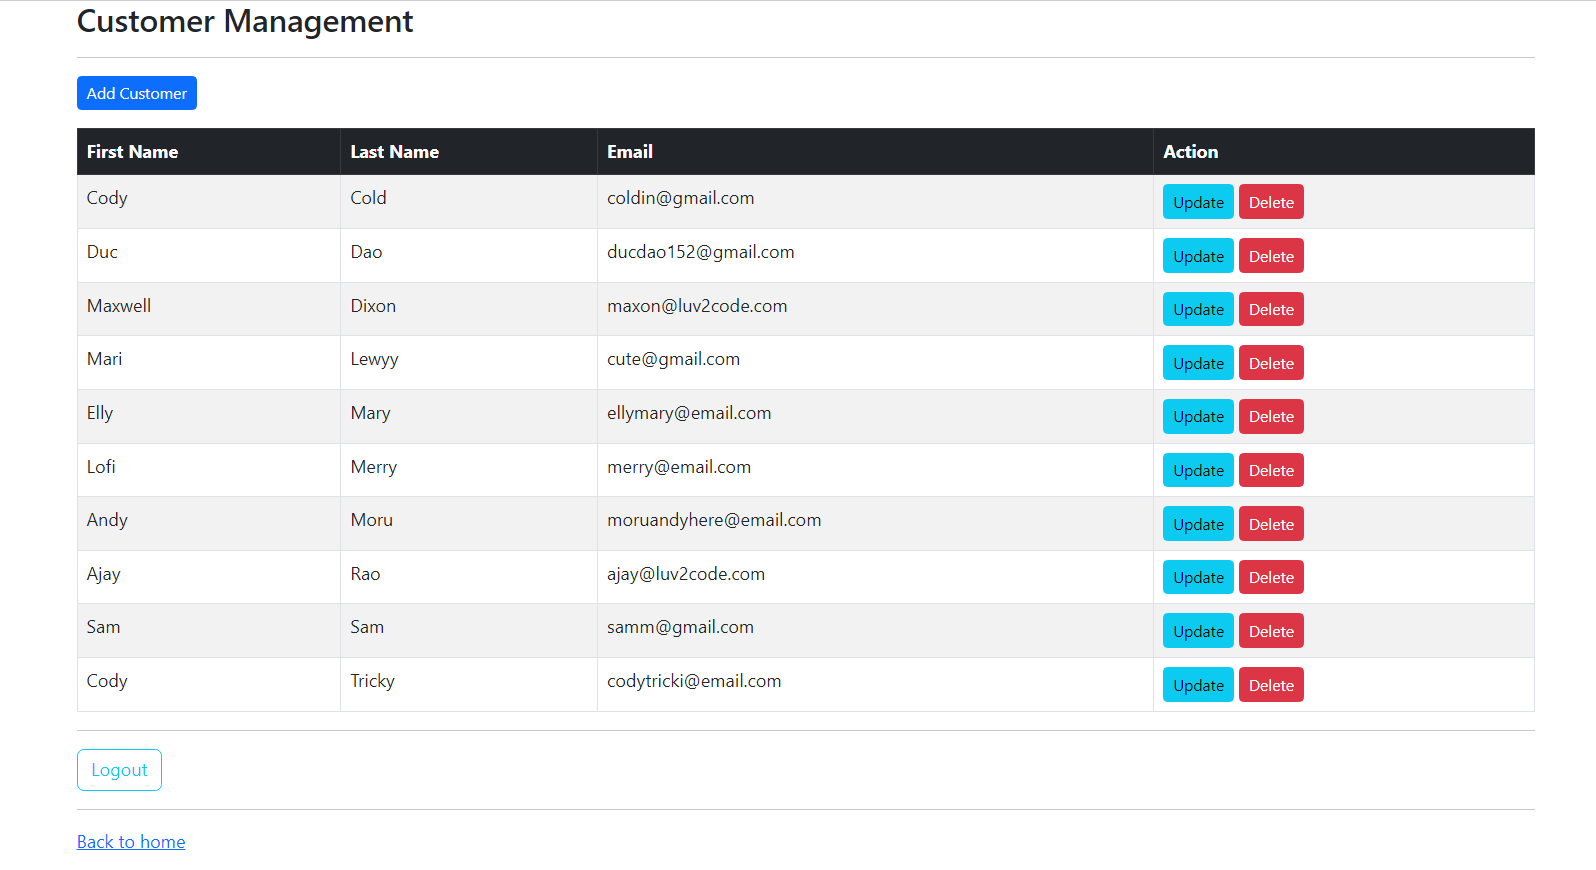 Customer Management
Add Customer
First Name Last Name Email Action
Cody Cold coldin@gmail.com Update Delete
Duc Dao ducdao152@gmail.com Update Delete
Maxwell Dixon maxon@luv2code.com Update Delete
Mari Lewyy cute@gmail.com Update Delete
Elly Mary ellymary@email.com Update Delete
Lofi Merry merry@email.com Update Delete
Andy Moru moruandyhere@email.com Update Delete
Ajay Rao ajay@luv2code.com Update Delete
Sam Sam samm@gmail.com Update Delete
Cody Tricky codytricki@email.com Update Delete
Logout
Back to home